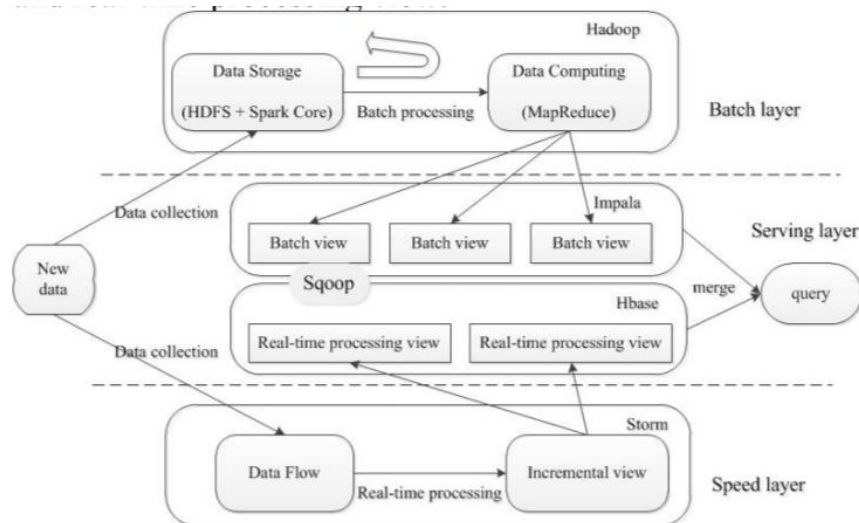 Hadoop
Data Storage
(HDFS + Spark Core)
Batch processing
Data Computing
(MapReduce)
Batch layer
Data collection
Impala
Batch view
Batch view
Batch view
Serving layer
New
data
Sqoop
merge
query
Hbase
Real-time processing view
Real-time processing view
Data collection
Storm
Data Flow
Real-time processing
Incremental view
Speed layer